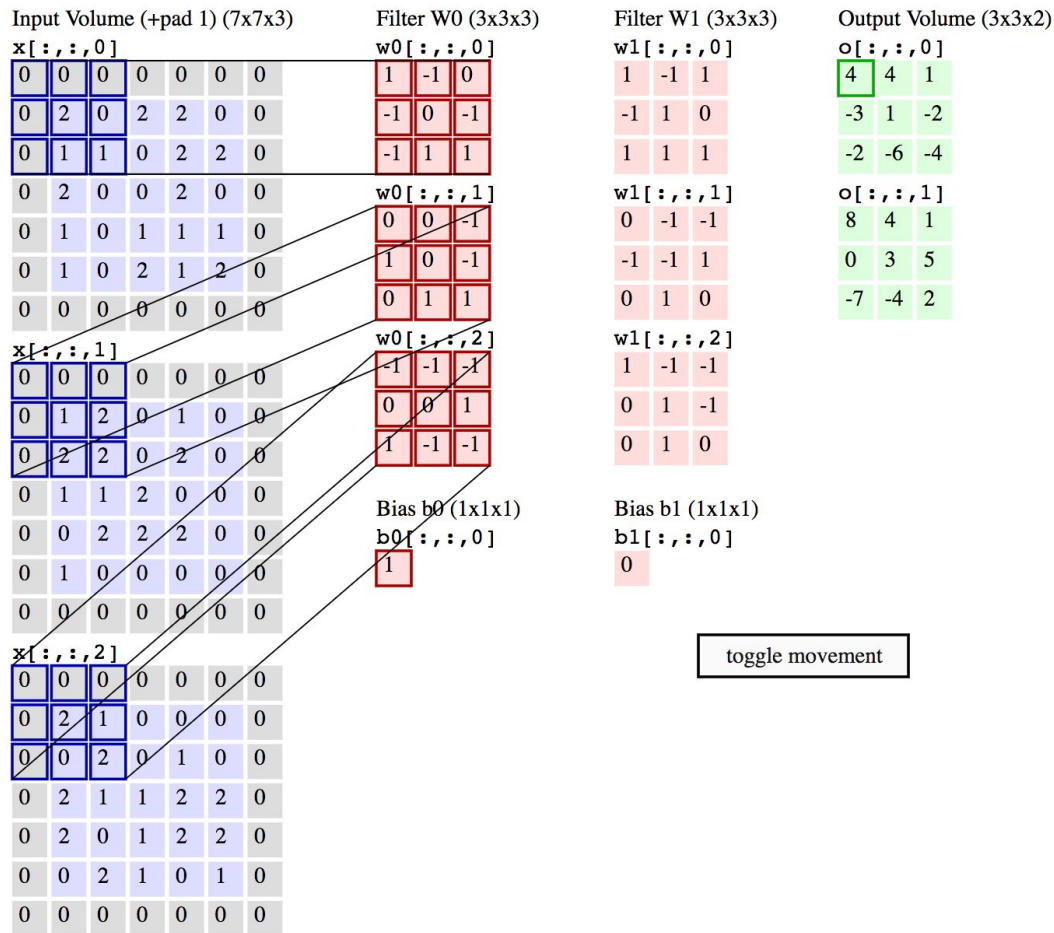 Input Volume (+pad 1) (7x7x3)
x[:,:,0]
0 0 0 0 0 0 0
0 2 0 2 2 0 0
0 1 1 0 2 2 0
0 2 0 0 2 0 0
0 1 0 1 1 1 0
0 1 0 2 1 2 0
0 0 0 0 0 0 0
x[:,:,1]
0 0 0 0 0 0 0
0 1 2 0 1 0 0
0 2 2 0 2 0 0
0 1 1 2 0 0 0
0 0 2 2 2 0 0
0 1 0 0 0 0 0
0 0 0 0 0 0 0
x[:,:,2]
0 0 0 0 0 0 0
0 2 1 0 0 0 0
0 0 2 0 1 0 0
0 2 1 1 2 2 0
0 2 0 1 2 2 0
0 0 2 1 0 1 0
0 0 0 0 0 0 0
Filter W0 (3x3x3)
w0[:,:,0]
1 -1 0
-1 0 -1
-1 1 1
w0[:,:,1]
0 0 -1
1 0 -1
0 1 1
w0[:,:,2]
-1 -1 -1
0 0 1
1 -1 -1
Bias b0 (1x1x1)
b0[:,:,0]
1
Filter W1 (3x3x3)
w1[:,:,0]
1 -1 1
-1 1 0
1 1 1
w1[:,:,1]
0 -1 -1
-1 -1 1
0 1 0
w1[:,:,2]
1 -1 -1
0 1 -1
0 1 0
Bias b1 (1x1x1)
b1[:,:,0]
0
Output Volume (3x3x2)
o[:,:,0]
4 4 1
-3 1 -2
-2 -6 -4
o[:,:,1]
8 4 1
0 3 5
-7 -4 2
toggle movement